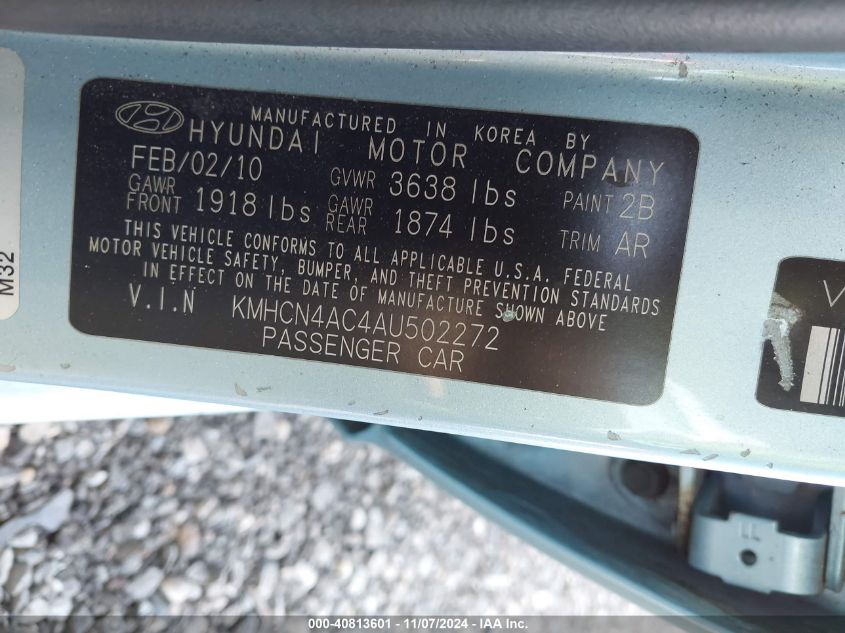 MANUFACTURED IN KOREA BY
HYUNDAI MOTOR COMPANY
FEB/02/10 GVWR 3638 lbs PAINT 2B
GAWR FRONT 1918 lbs GAWR REAR 1874 lbs TRIM AR
THIS VEHICLE CONFORMS TO ALL APPLICABLE U.S.A. FEDERAL
MOTOR VEHICLE SAFETY, BUMPER, AND THEFT PREVENTION STANDARDS
IN EFFECT ON THE DATE OF MANUFACTURE SHOWN ABOVE
V.I.N KMHCN4AC4AU502272
PASSENGER CAR
M32
V
000-40813601 - 11/07/2024 - IAA Inc.